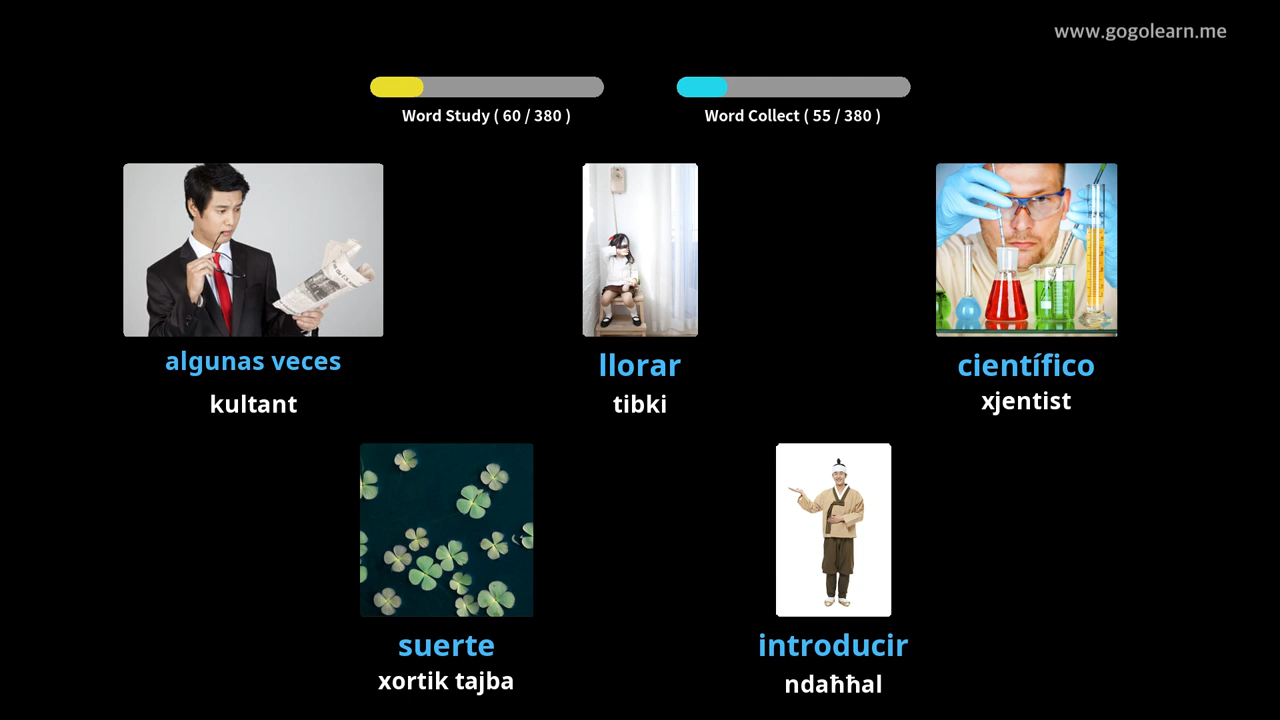 www.gogolearn.me
Word Study ( 60 / 380 )
Word Collect ( 55 / 380 )
algunas veces
kultant
llorar
tibki
científico
xjentist
suerte
xortik tajba
introducir
ndaħħal